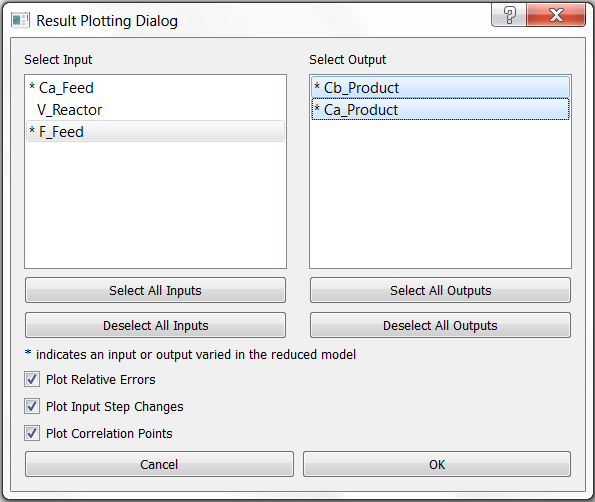 Result Plotting Dialog
Select Input
Select Output
* Ca_Feed
V_Reactor
* F_Feed
* Cb_Product
* Ca_Product
Select All Inputs
Select All Outputs
Deselect All Inputs
Deselect All Outputs
* indicates an input or output varied in the reduced model
Plot Relative Errors
Plot Input Step Changes
Plot Correlation Points
Cancel
OK